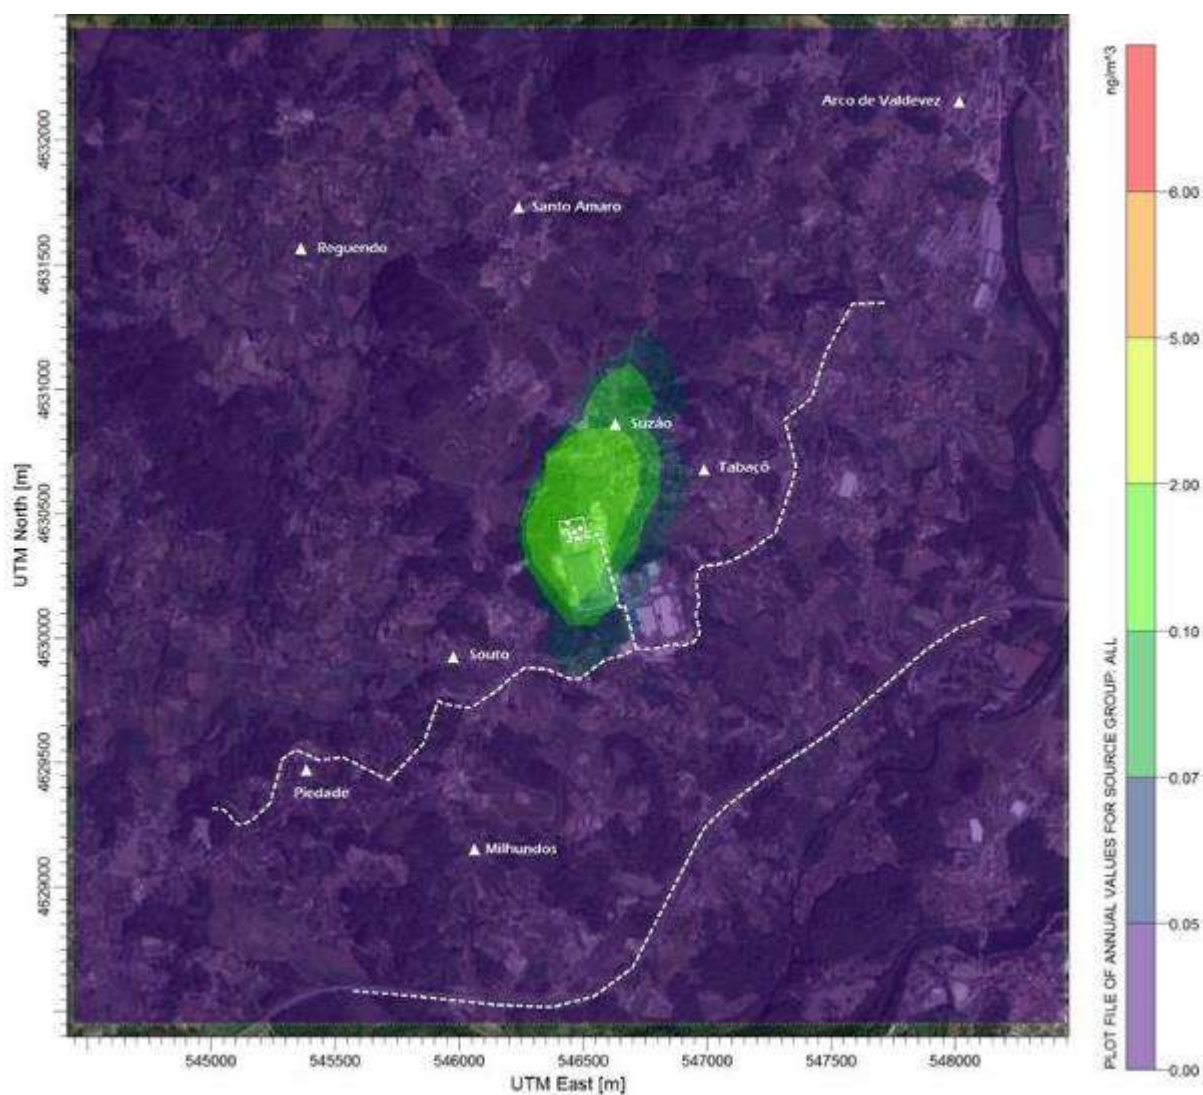 ng/m^3
Arco de Valdevez
Santo Amaro
Reguendo
Suzão
Tabaçô
Souto
Piedade
Milhundos
UTM North [m]
4632000
4631500
4631000
4630500
4630000
4629500
4629000
545000
545500
546000
546500
547000
547500
548000
UTM East [m]
PLOT FILE OF ANNUAL VALUES FOR SOURCE GROUP: ALL
6.00
5.00
2.00
0.10
0.07
0.05
0.00